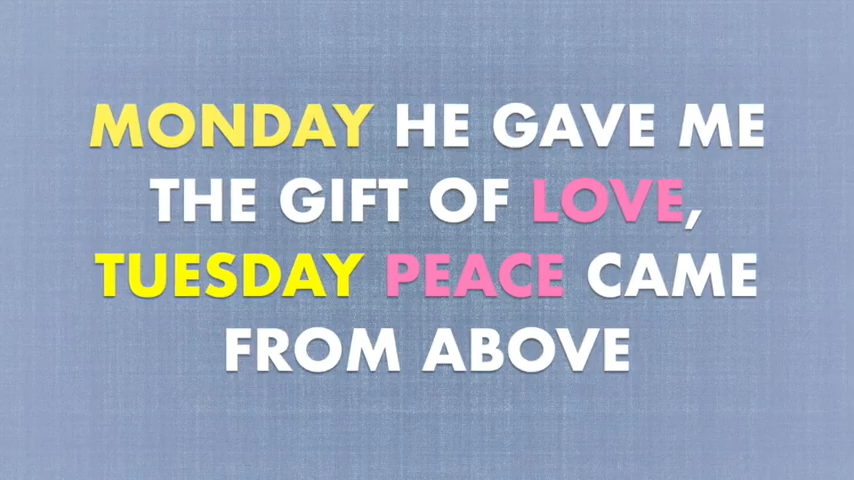 MONDAY HE GAVE ME
THE GIFT OF LOVE,
TUESDAY PEACE CAME
FROM ABOVE